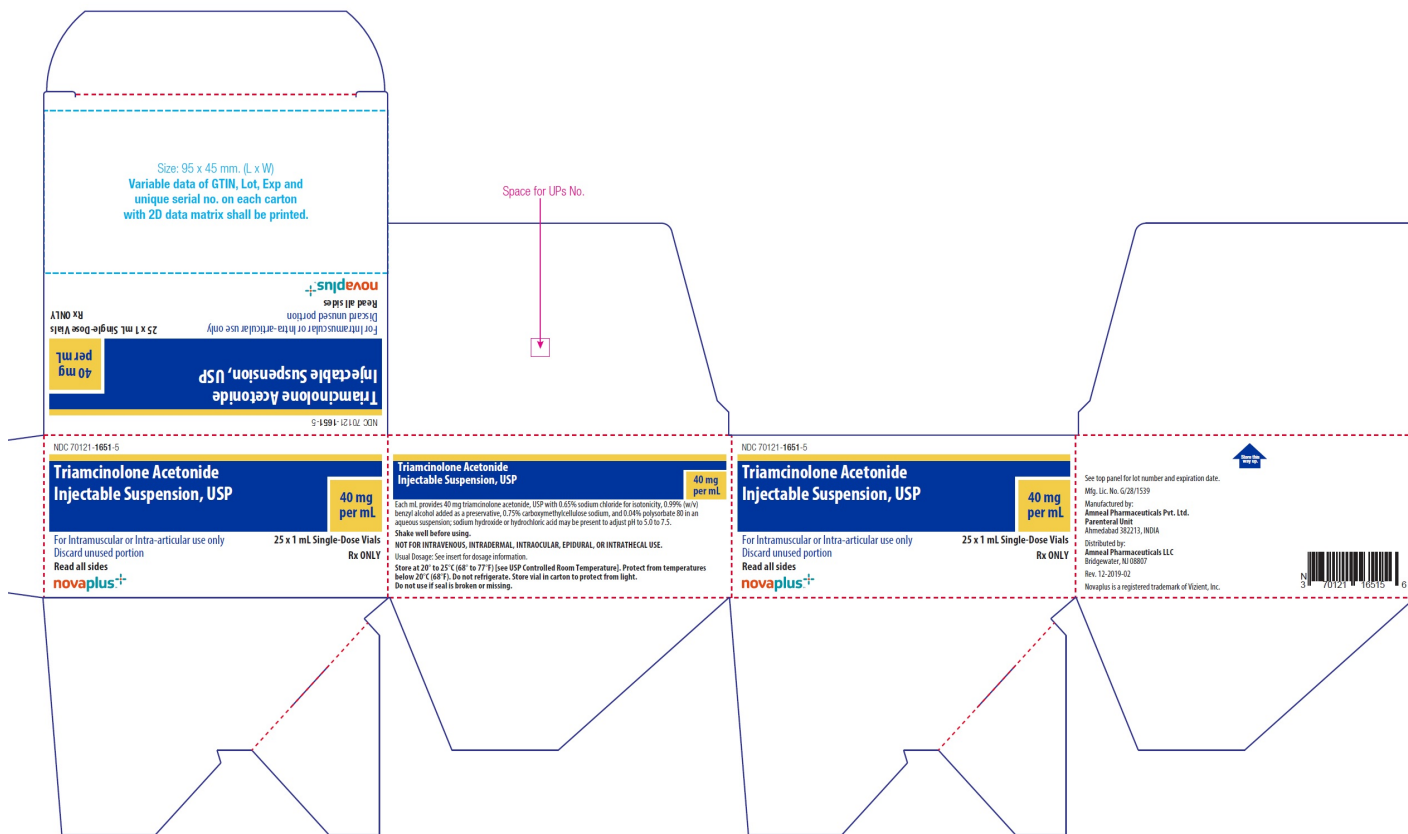 Size: 95 x 45 mm. (L x W)
Variable data of GTIN, Lot, Exp and
unique serial no. on each carton
with 2D data matrix shall be printed.
Space for UPs No.
NDC 70121-1651-5
Triamcinolone Acetonide
Injectable Suspension, USP
40 mg
per mL
For Intramuscular or Intra-articular use only
Discard unused portion
Read all sides
25 x 1 mL Single-Dose Vials
Rx ONLY
novaplus
NDC 70121-1651-5
Triamcinolone Acetonide
Injectable Suspension, USP
40 mg
per mL
For Intramuscular or Intra-articular use only
Discard unused portion
Read all sides
25 x 1 mL Single-Dose Vials
Rx ONLY
novaplus
Triamcinolone Acetonide
Injectable Suspension, USP
40 mg
per mL
Each mL provides 40 mg triamcinolone acetonide, USP with 0.65% sodium chloride for isotonicity, 0.99% (w/v)
benzyl alcohol added as a preservative, 0.75% carboxymethylcellulose sodium, and 0.04% polysorbate 80 in an
aqueous suspension; sodium hydroxide or hydrochloric acid may be present to adjust pH to 5.0 to 7.5.
Shake well before using.
NOT FOR INTRAVENOUS, INTRADERMAL, INTRAOCULAR, EPIDURAL, OR INTRATHECAL USE.
Usual Dosage: See insert for dosage information.
Store at 20° to 25°C (68° to 77°F) [see USP Controlled Room Temperature]. Protect from temperatures
below 20°C (68°F). Do not refrigerate. Store vial in carton to protect from light.
Do not use if seal is broken or missing.
NDC 70121-1651-5
Triamcinolone Acetonide
Injectable Suspension, USP
40 mg
per mL
For Intramuscular or Intra-articular use only
Discard unused portion
Read all sides
25 x 1 mL Single-Dose Vials
Rx ONLY
novaplus
Store this
way up.
See top panel for lot number and expiration date.
Mfg. Lic. No. G/28/1539
Manufactured by:
Amneal Pharmaceuticals Pvt. Ltd.
Parenteral Unit
Ahmedabad 382213, INDIA
Distributed by:
Amneal Pharmaceuticals LLC
Bridgewater, NJ 08807
Rev. 12-2019-02
Novaplus is a registered trademark of Vizient, Inc.
N
3 70121 16515 6